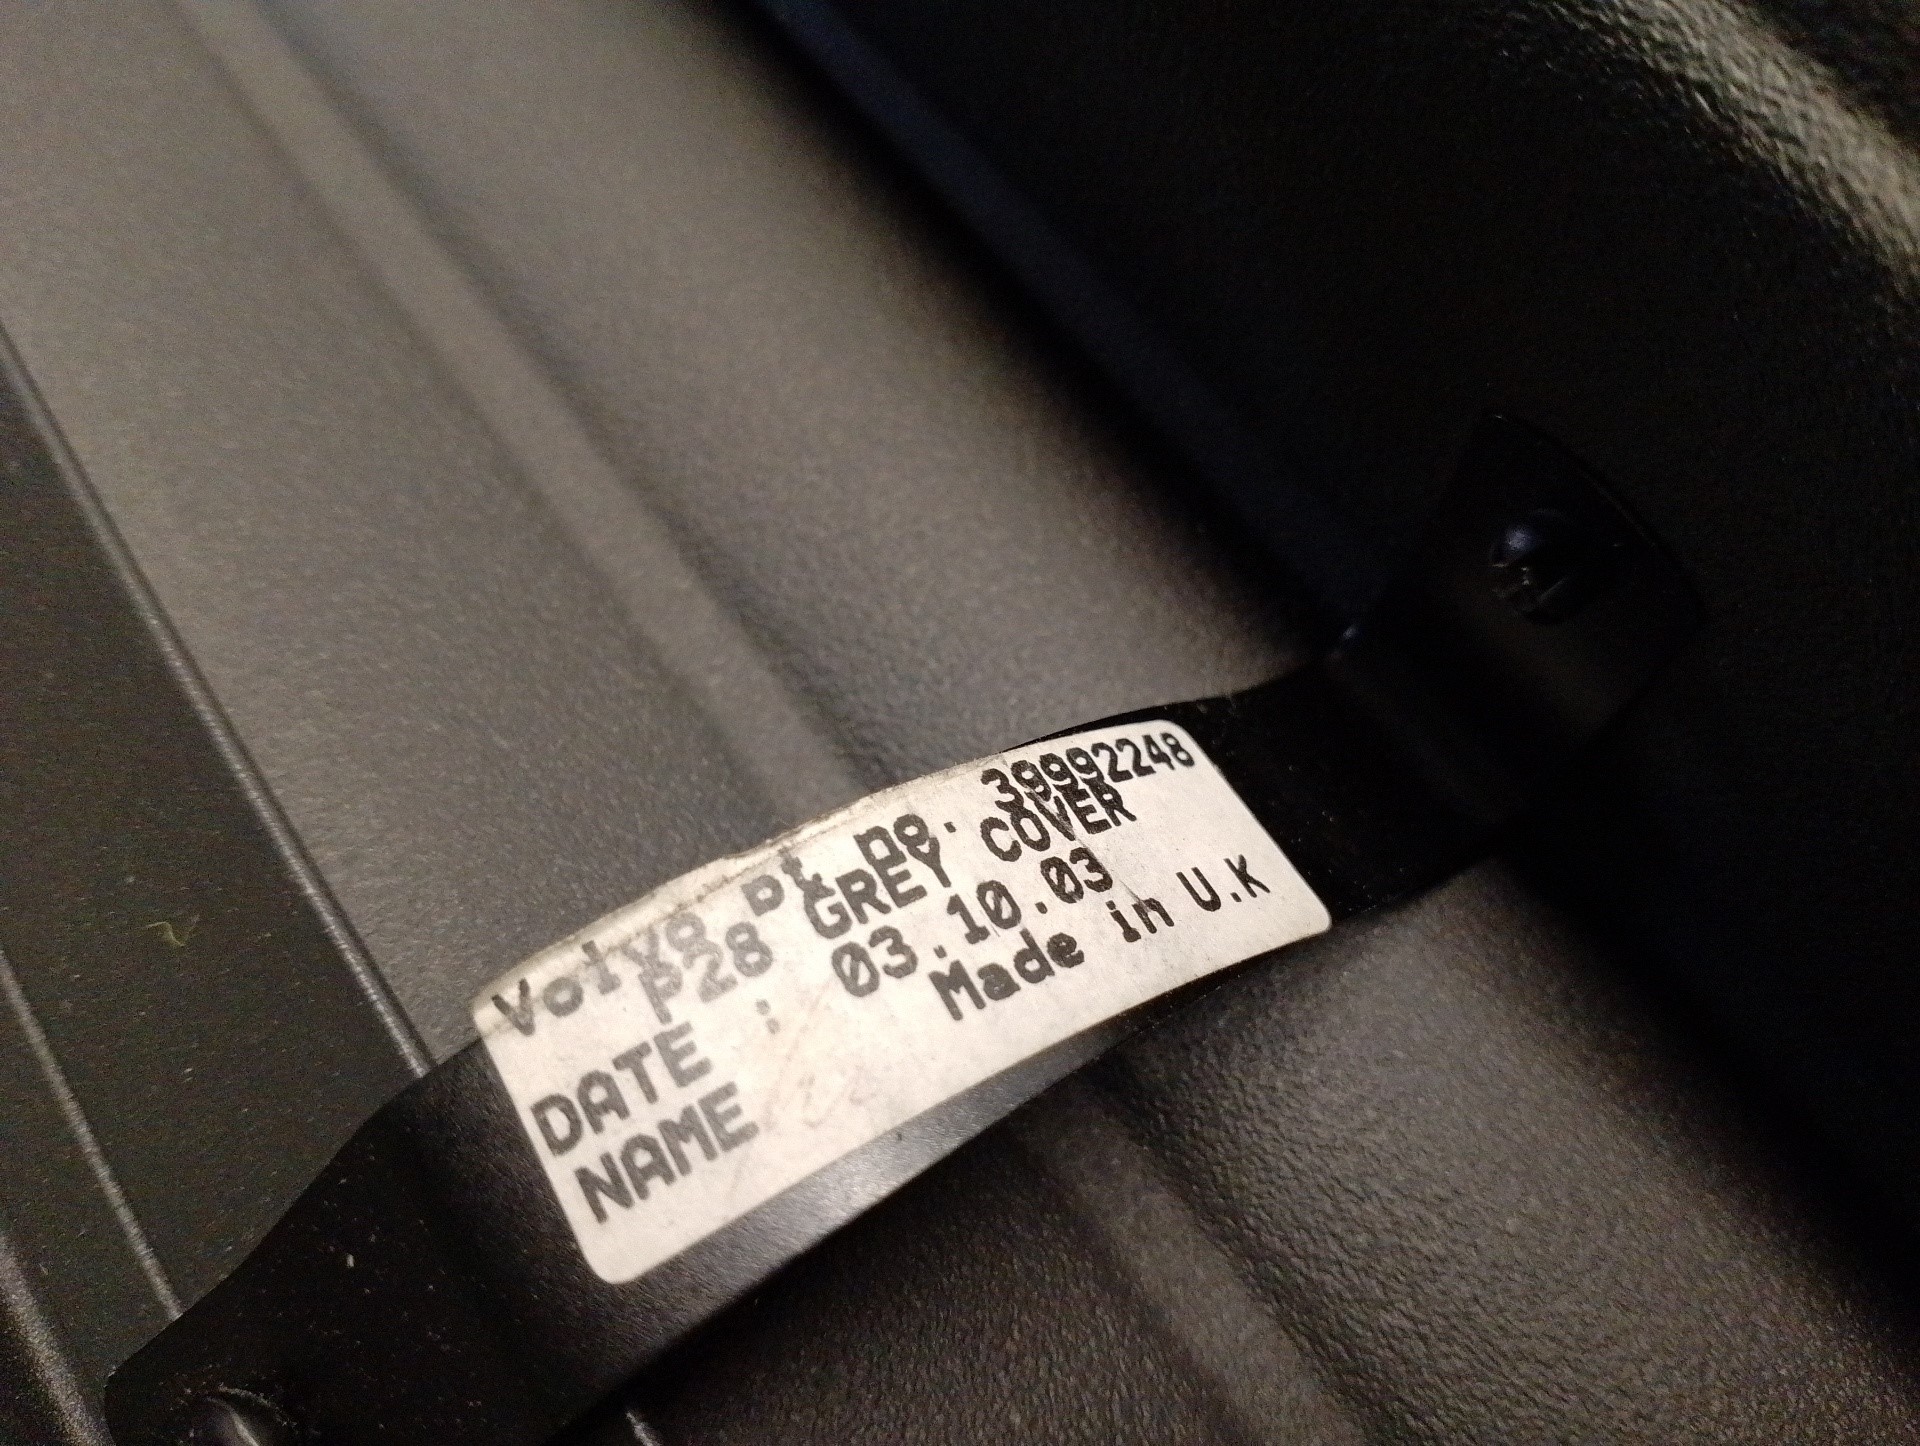 Volvo pt no. 39992248
P28 GREY COVER
DATE : 03.10.03
NAME Made in U.K